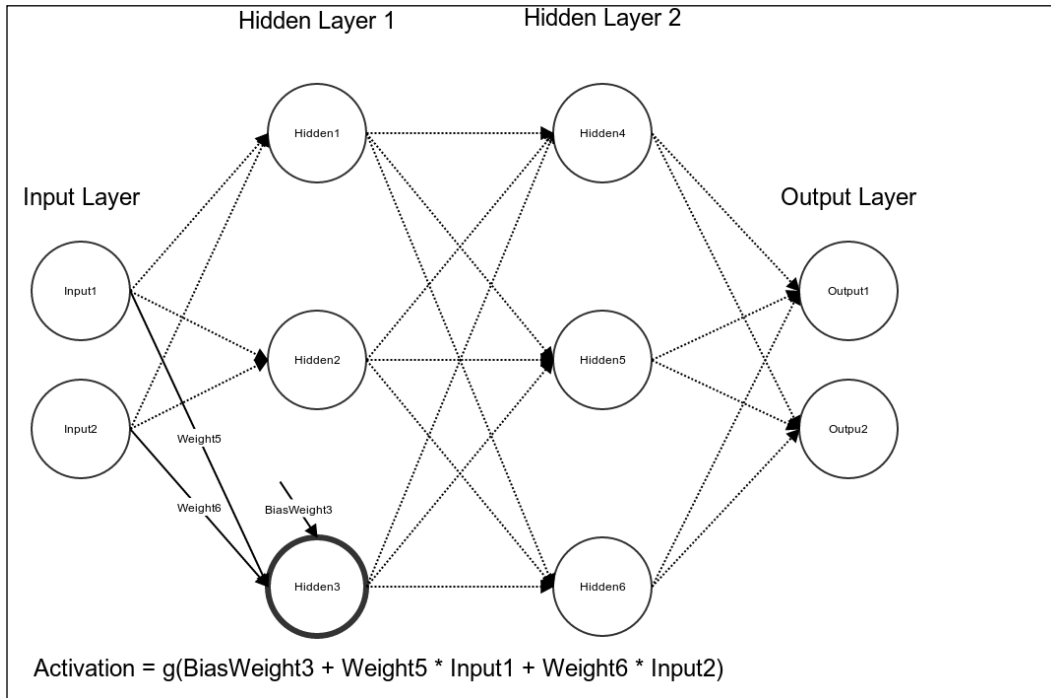 Hidden Layer 1
Hidden Layer 2
Hidden1
Hidden4
Input Layer
Output Layer
Input1
Output1
Hidden2
Hidden5
Input2
Outpu2
Weight5
Weight6
BiasWeight3
Hidden3
Hidden6
Activation = g(BiasWeight3 + Weight5 * Input1 + Weight6 * Input2)